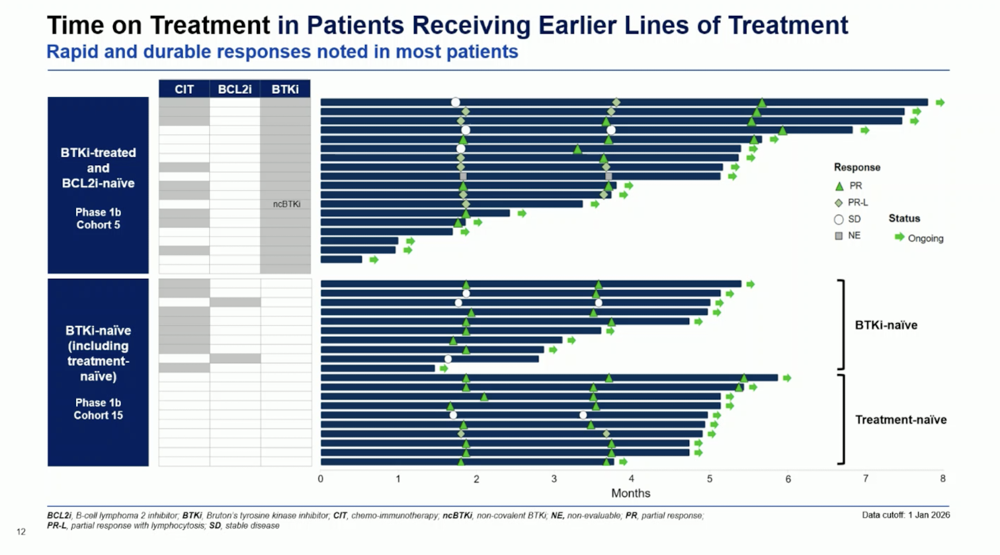 Time on Treatment in Patients Receiving Earlier Lines of Treatment
Rapid and durable responses noted in most patients
CIT BCL2i BTKi
BTKi-treated
and
BCL2i-naïve
Phase 1b
Cohort 5
ncBTKi
Response
PR
PR-L
SD
NE
Status
Ongoing
BTKi-naïve
(including
treatment-
naïve)
Phase 1b
Cohort 15
BTKi-naïve
Treatment-naïve
0 1 2 3 4 5 6 7 8
Months
BCL2i, B-cell lymphoma 2 inhibitor; BTKi, Bruton's tyrosine kinase inhibitor; CIT, chemo-immunotherapy; ncBTKi, non-covalent BTKi; NE, non-evaluable; PR, partial response;
PR-L, partial response with lymphocytosis; SD, stable disease
Data cutoff: 1 Jan 2026
12